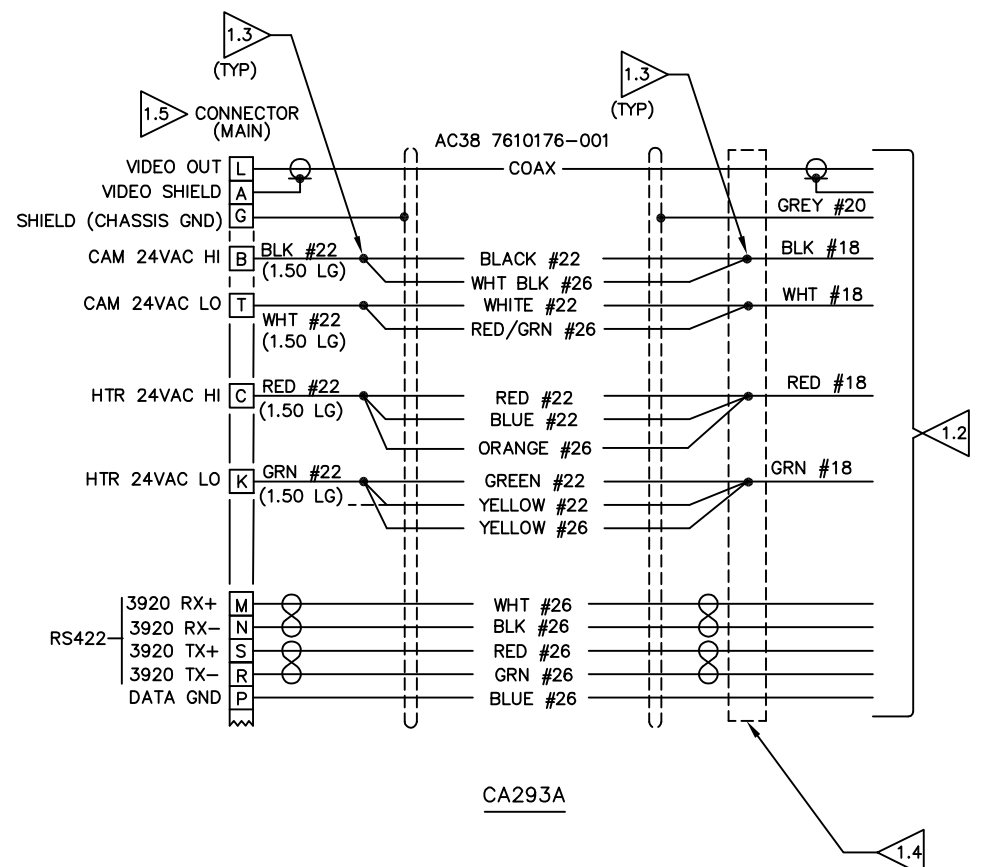 1.3
(TYP)
1.3
(TYP)
1.5 CONNECTOR
(MAIN)
AC38 7610176-001
VIDEO OUT L COAX
VIDEO SHIELD A
SHIELD (CHASSIS GND) G GREY #20
CAM 24VAC HI B BLK #22 BLACK #22 BLK #18
(1.50 LG)
WHT BLK #26
CAM 24VAC LO T WHITE #22 WHT #18
WHT #22
(1.50 LG)
RED/GRN #26
HTR 24VAC HI C RED #22 RED #22 RED #18
(1.50 LG)
BLUE #22
ORANGE #26
1.2
HTR 24VAC LO K GRN #22 GREEN #22 GRN #18
(1.50 LG)
YELLOW #22
YELLOW #26
RS422
3920 RX+ M WHT #26
3920 RX- N BLK #26
3920 TX+ S RED #26
3920 TX- R GRN #26
DATA GND P BLUE #26
CA293A
1.4